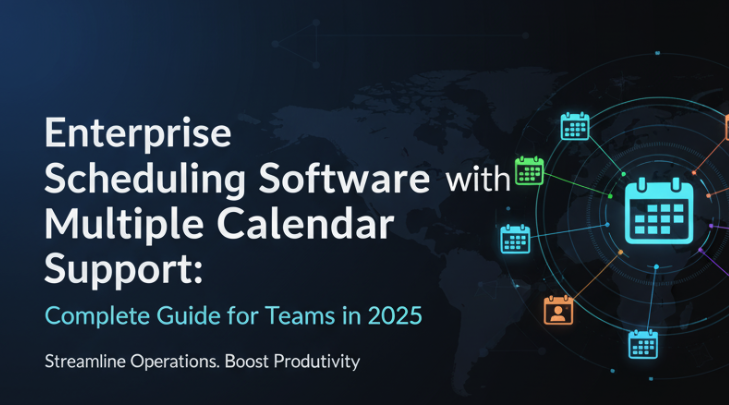 Enterprise
Scheduling Software with
Multiple Calendar
Support:
Complete Guide for Teams in 2025
Streamline Operations. Boost Produtivity